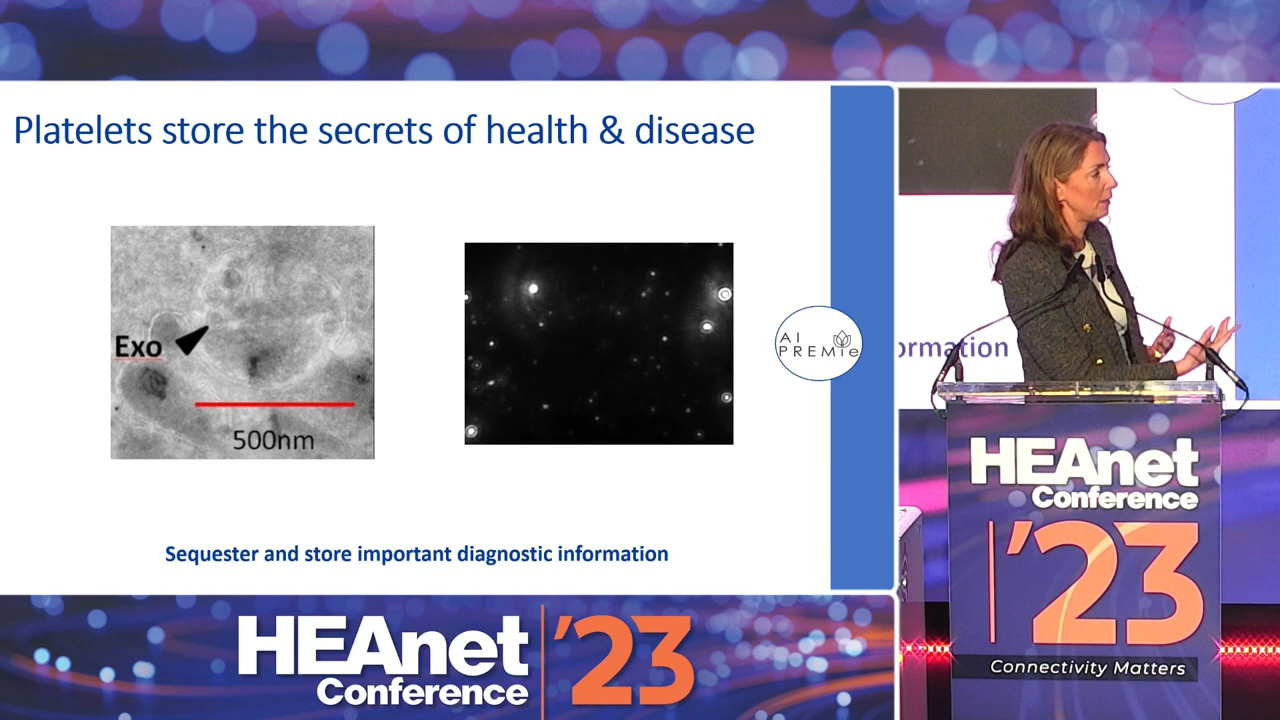 Platelets store the secrets of health & disease
Exo
500nm
AI
PREMie
Sequester and store important diagnostic information
HEAnet
Conference
'23
ormation
HEAnet
Conference
'23
Connectivity Matters